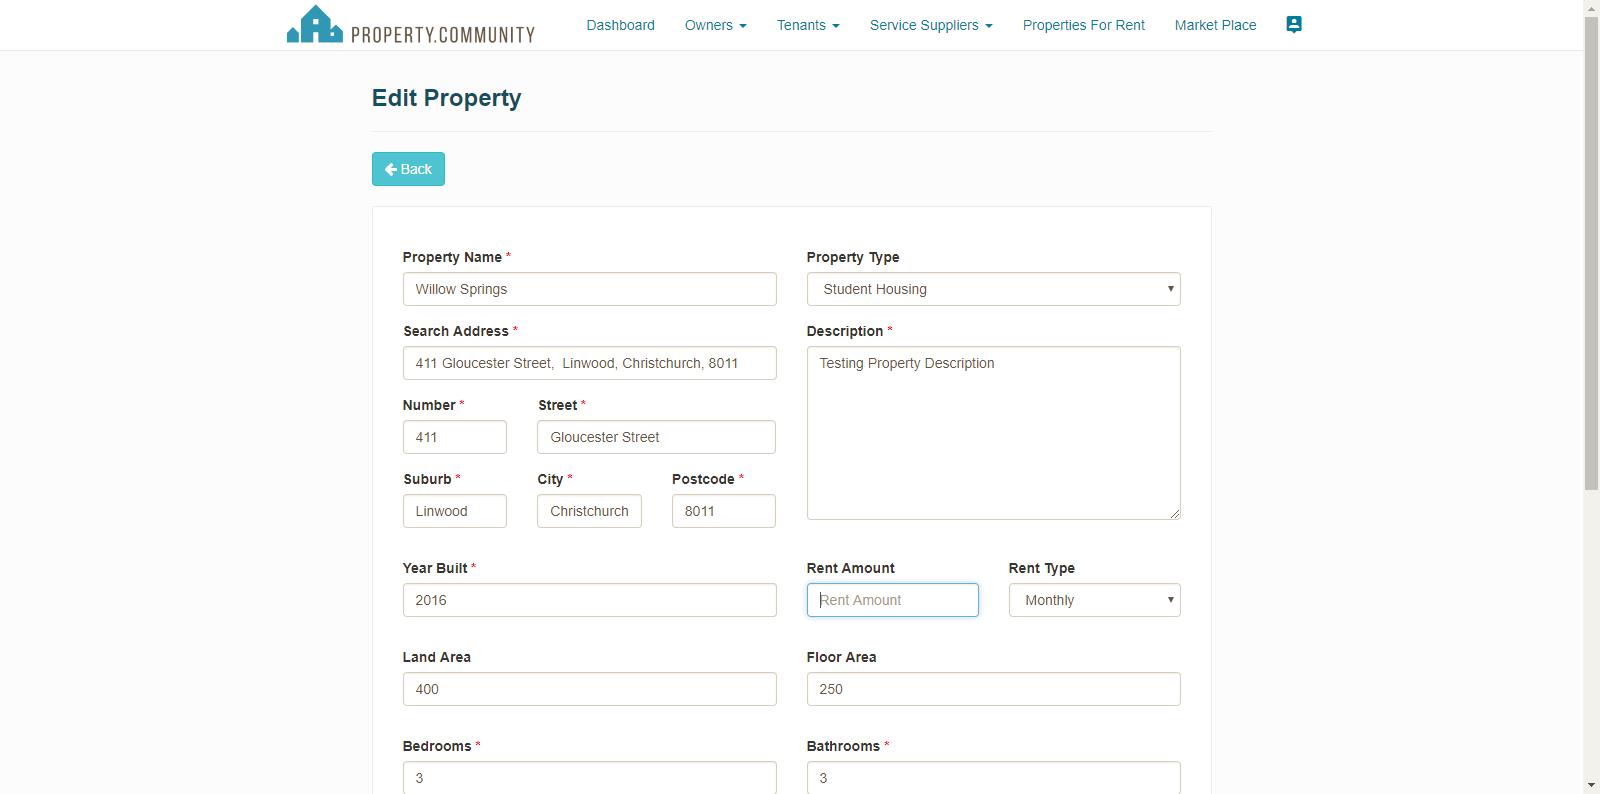 PROPERTY.COMMUNITY Dashboard Owners Tenants Service Suppliers Properties For Rent Market Place
Edit Property
Back
Property Name * Property Type
Willow Springs Student Housing
Search Address * Description *
411 Gloucester Street,  Linwood, Christchurch, 8011 Testing Property Description
Number * Street *
411 Gloucester Street
Suburb * City * Postcode *
Linwood Christchurch 8011
Year Built * Rent Amount Rent Type
2016 Rent Amount Monthly
Land Area Floor Area
400 250
Bedrooms * Bathrooms *
3 3